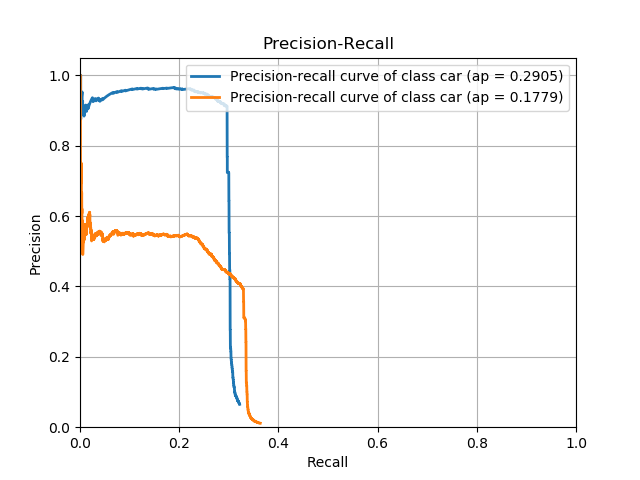 Precision-Recall
Precision-recall curve of class car (ap = 0.2905)
Precision-recall curve of class car (ap = 0.1779)
1.0
0.8
0.6
0.4
0.2
0.0
Precision
0.0 0.2 0.4 0.6 0.8 1.0
Recall